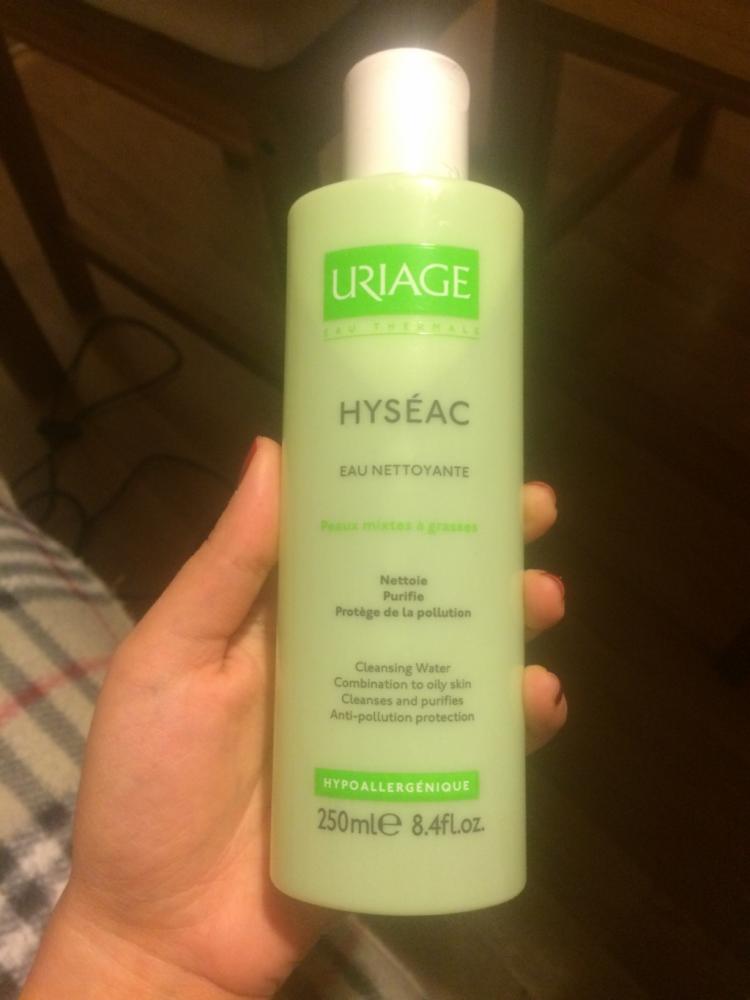 URIAGE
EAU THERMALE
HYSÉAC
EAU NETTOYANTE
Peaux mixtes à grasses
Nettoie
Purifie
Protège de la pollution
Cleansing Water
Combination to oily skin
Cleanses and purifies
Anti-pollution protection
HYPOALLERGÉNIQUE
250ml℮ 8.4fl.oz.